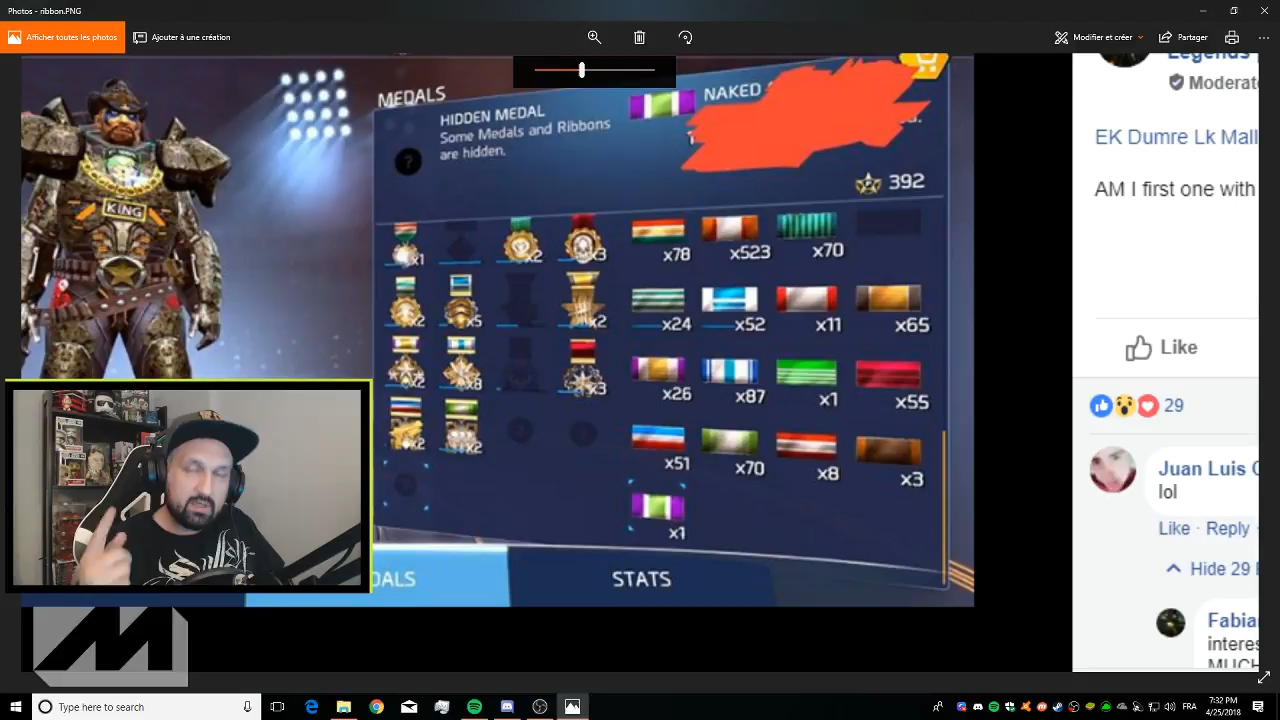 Photos - ribbon.PNG
Afficher toutes les photos
Ajouter à une création
Modifier et créer
Partager
MEDALS
HIDDEN MEDAL
Some Medals and Ribbons
are hidden.
?
NAKED
392
KING
x1
x2
x3
x78
x523
x70
x2
x5
x2
x24
x52
x11
x65
x2
x8
x3
x26
x87
x1
x55
x2
x2
x51
x70
x8
x3
x1
DALS
STATS
Legends
Moderat
EK Dumre Lk Mall
AM I first one with
Like
29
Juan Luis
lol
Like · Reply
Hide 29
Fabia
interes
MUCH
M
Type here to search
FRA
7:32 PM
4/25/2018